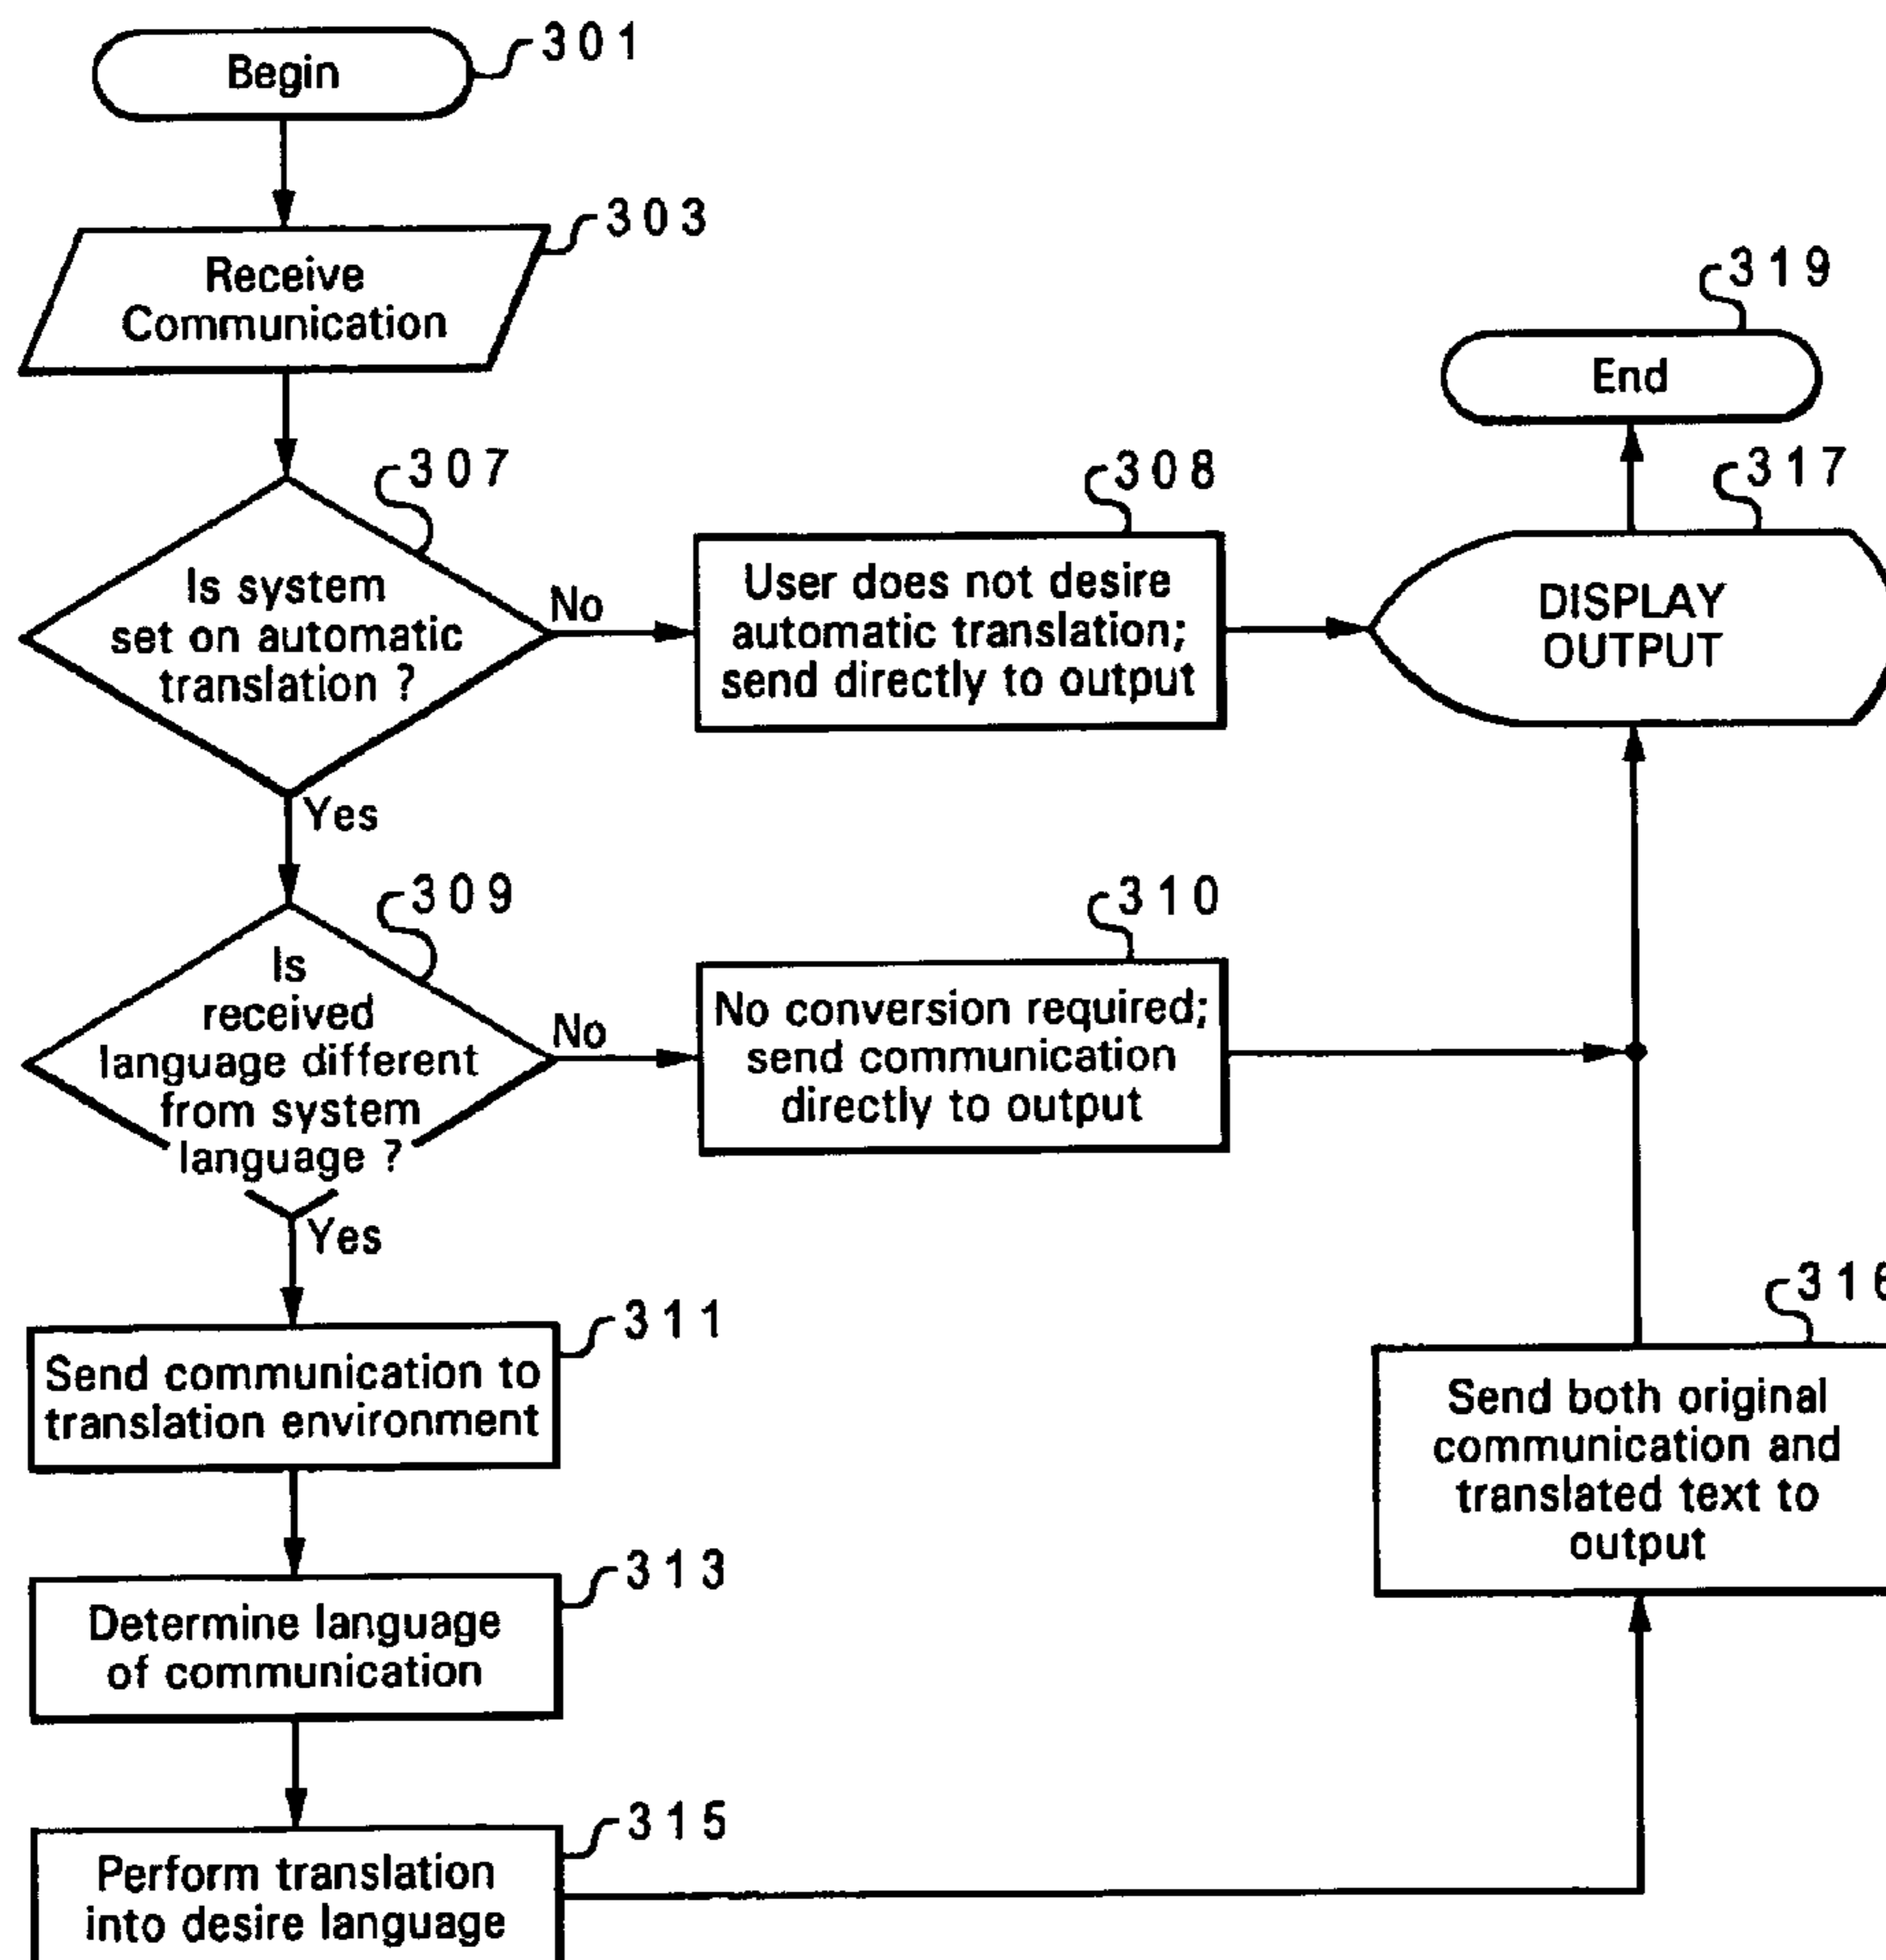 Begin
301
Receive
Communication
303
Is system
set on automatic
translation ?
307
No
Yes
User does not desire
automatic translation;
send directly to output
308
DISPLAY
OUTPUT
317
End
319
Is
received
language different
from system
language ?
309
No
Yes
No conversion required;
send communication
directly to output
310
Send communication to
translation environment
311
Determine language
of communication
313
Perform translation
into desire language
315
Send both original
communication and
translated text to
output
316